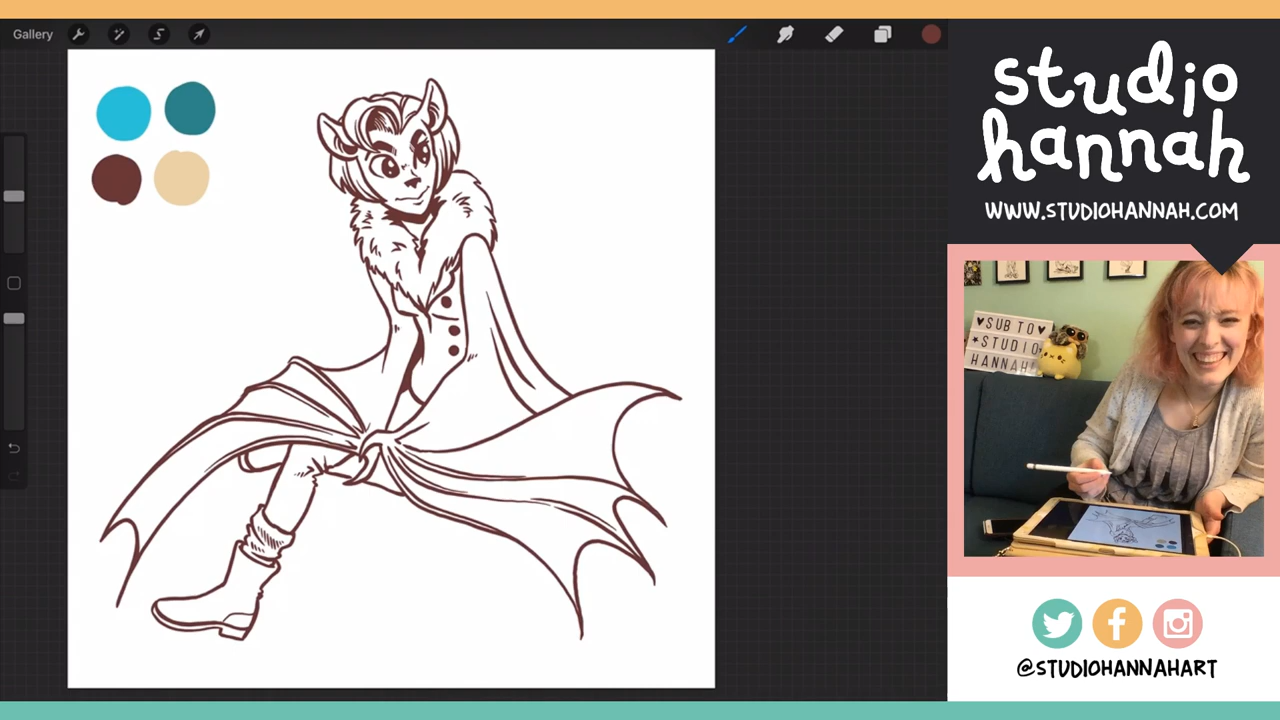 Gallery
studio
hannah
WWW.STUDIOHANNAH.COM
♥SUB TO♥
★STUDIO
HANNAH!
@STUDIOHANNAHART